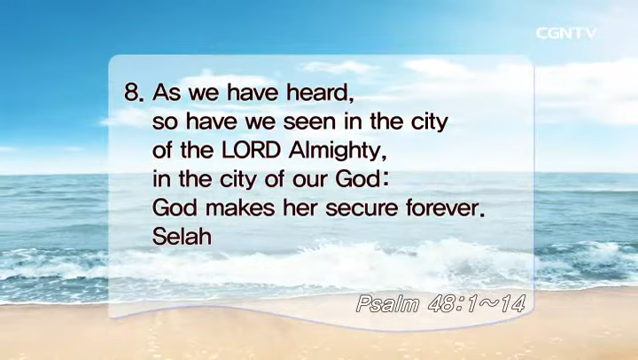 CGNTV
8. As we have heard,
so have we seen in the city
of the LORD Almighty,
in the city of our God:
God makes her secure forever.
Selah
Psalm 48:1~14